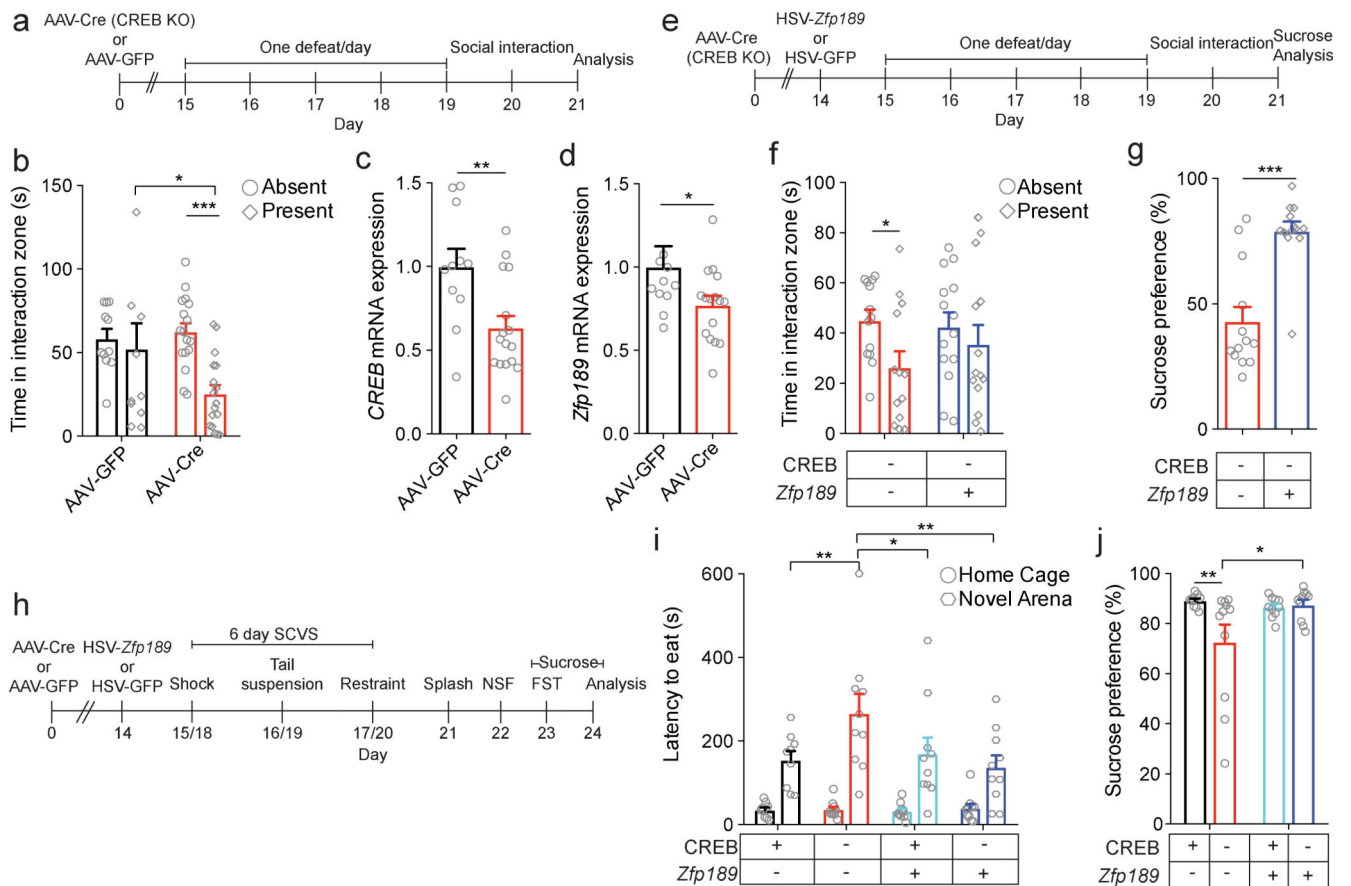 a
AAV-Cre (CREB KO)
or
AAV-GFP
One defeat/day
Social interaction
Analysis
0
15
16
17
18
19
20
21
Day
e
AAV-Cre
(CREB KO)
HSV-Zfp189
or
HSV-GFP
One defeat/day
Social interaction
Sucrose
Analysis
0
14
15
16
17
18
19
20
21
Day
b
Time in interaction zone (s)
150
100
50
0
*
***
Absent
Present
AAV-GFP
AAV-Cre
c
CREB mRNA expression
1.5
1.0
0.5
0.0
**
AAV-GFP
AAV-Cre
d
Zfp189 mRNA expression
1.5
1.0
0.5
0.0
*
AAV-GFP
AAV-Cre
f
Time in interaction zone (s)
100
80
60
40
20
0
*
Absent
Present
CREB - -
Zfp189 - +
g
Sucrose preference (%)
100
50
0
***
CREB - -
Zfp189 - +
h
AAV-Cre
or
AAV-GFP
HSV-Zfp189
or
HSV-GFP
6 day SCVS
Shock
Tail
suspension
Restraint
Splash
NSF
Sucrose
FST
Analysis
0
14
15/18
16/19
17/20
21
22
23
24
Day
i
Latency to eat (s)
600
400
200
0
**
*
**
Home Cage
Novel Arena
CREB + - + -
Zfp189 - - + +
j
Sucrose preference (%)
100
80
60
40
20
0
**
*
CREB + - + -
Zfp189 - - + +